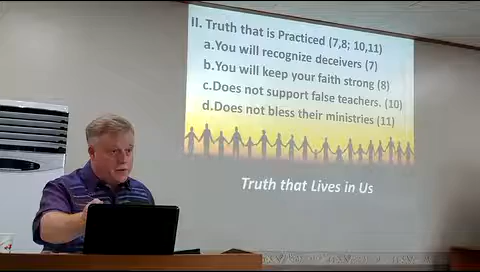 II. Truth that is Practiced (7,8; 10,11)
a.You will recognize deceivers (7)
b.You will keep your faith strong (8)
c.Does not support false teachers. (10)
d.Does not bless their ministries (11)
Truth that Lives in Us